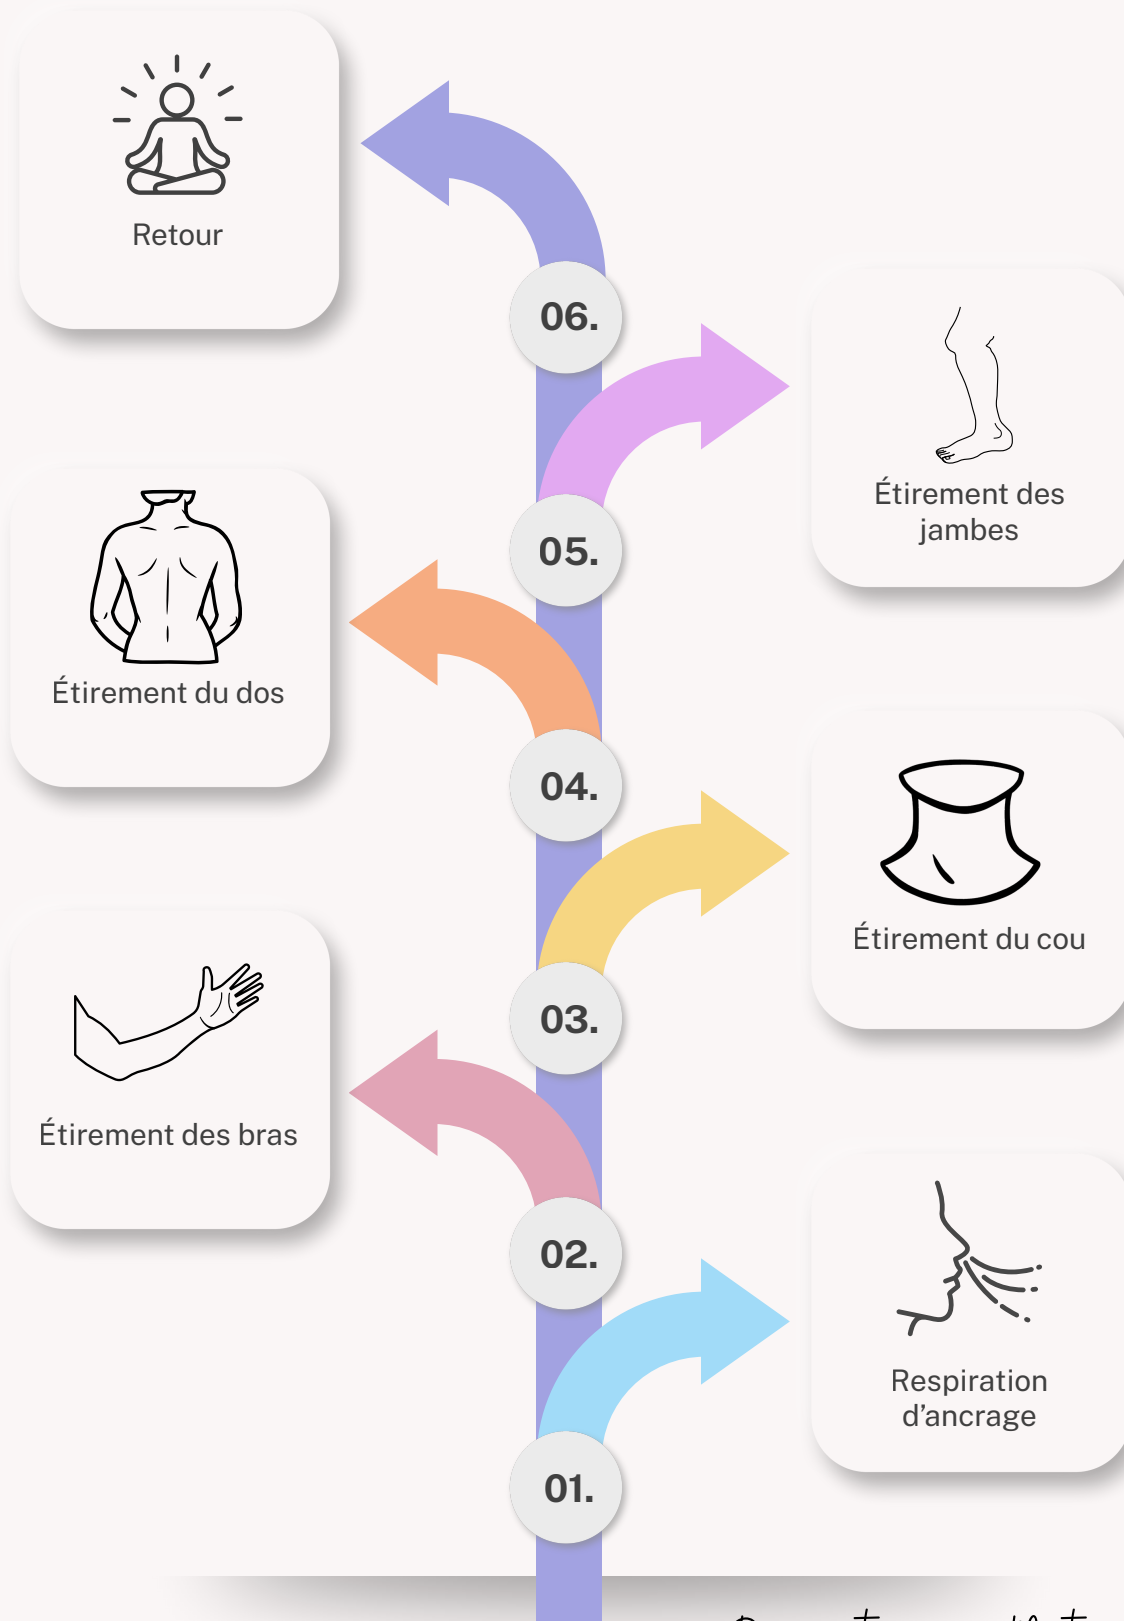 Retour
06.
Étirement des
jambes
05.
Étirement du dos
04.
Étirement du cou
03.
Étirement des bras
02.
Respiration
d’ancrage
01.